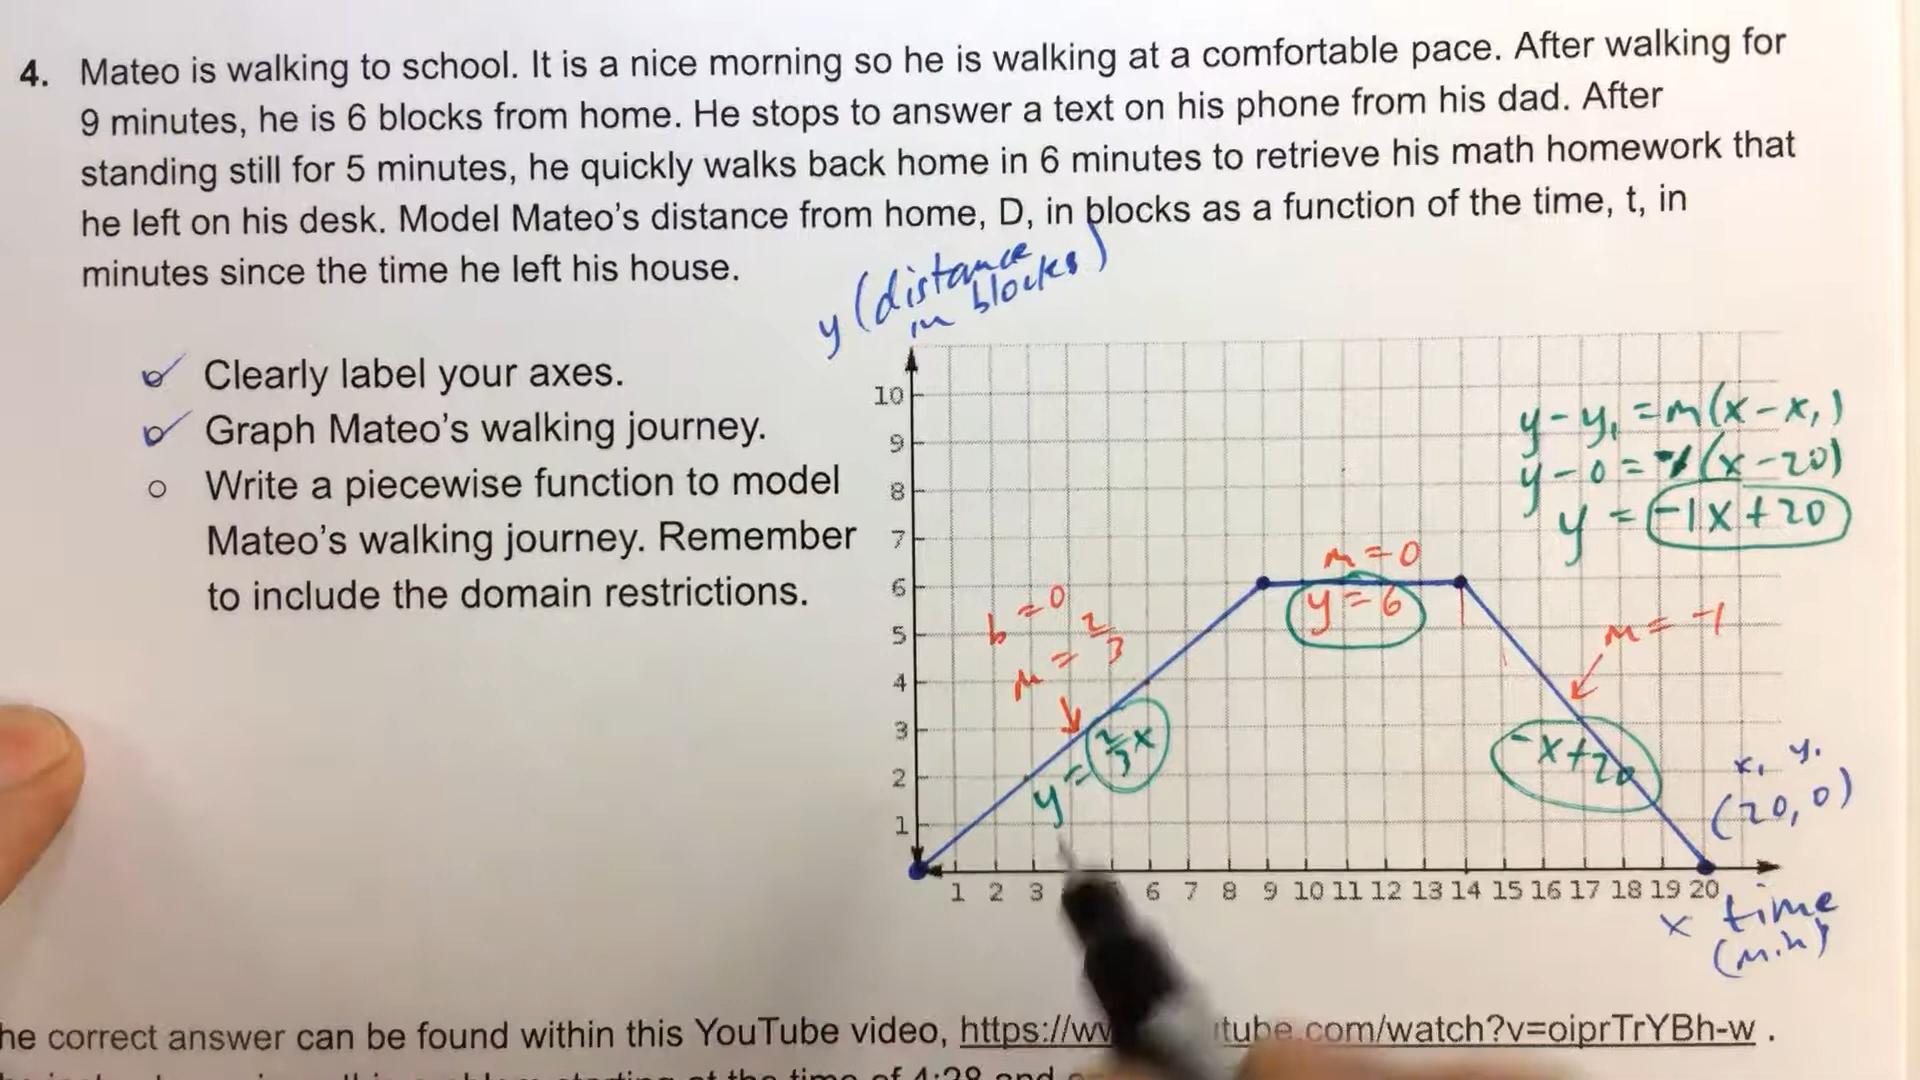 4. Mateo is walking to school. It is a nice morning so he is walking at a comfortable pace. After walking for
9 minutes, he is 6 blocks from home. He stops to answer a text on his phone from his dad. After
standing still for 5 minutes, he quickly walks back home in 6 minutes to retrieve his math homework that
he left on his desk. Model Mateo's distance from home, D, in blocks as a function of the time, t, in
minutes since the time he left his house.
y (distance
in blocks)
Clearly label your axes.
Graph Mateo's walking journey.
Write a piecewise function to model
Mateo's walking journey. Remember
to include the domain restrictions.
10
9
8
7
6
5
4
3
2
1
y - y₁ = m(x - x₁)
y - 0 = -1(x - 20)
y = -1x + 20
m = 0
y = 6
b = 0
m = 2/3
m = -1
y = 2/3 x
-x + 20
x₁ y₁
(20, 0)
1 2 3 6 7 8 9 10 11 12 13 14 15 16 17 18 19 20
x time
(min)
he correct answer can be found within this YouTube video, https://w tube.com/watch?v=oiprTrYBh-w .
the time of 4:28 and